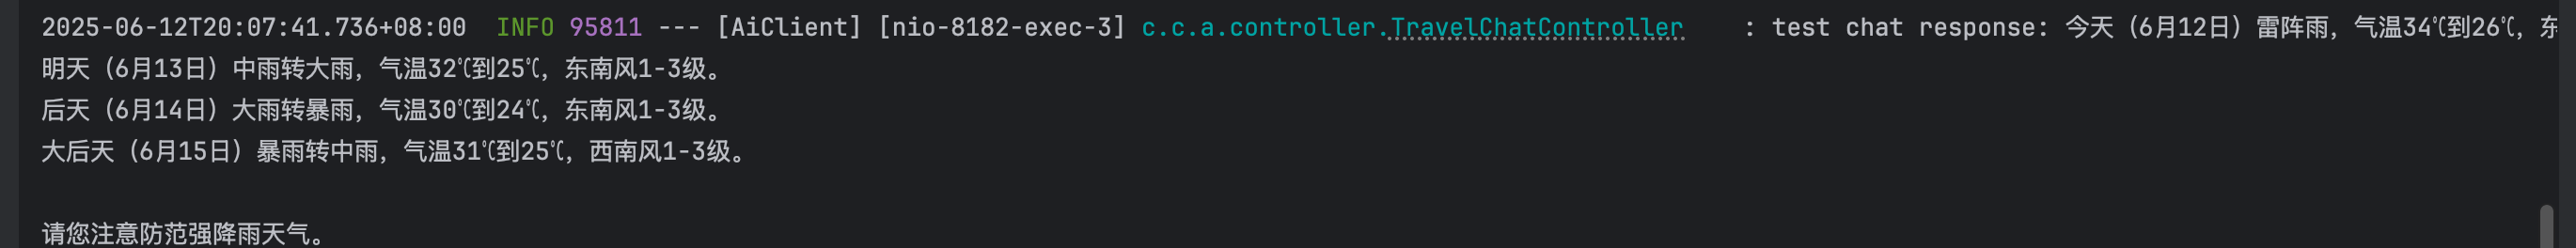 2025-06-12T20:07:41.736+08:00  INFO 95811 --- [AiClient] [nio-8182-exec-3] c.c.a.controller.TravelChatController    : test chat response: 今天（6月12日）雷阵雨，气温34℃到26℃，东
明天（6月13日）中雨转大雨，气温32℃到25℃，东南风1-3级。
后天（6月14日）大雨转暴雨，气温30℃到24℃，东南风1-3级。
大后天（6月15日）暴雨转中雨，气温31℃到25℃，西南风1-3级。
请您注意防范强降雨天气。